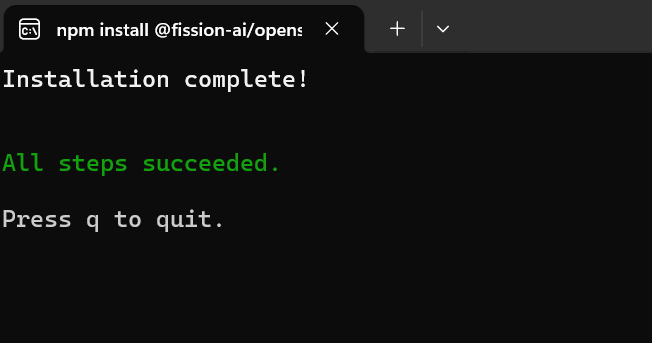 npm install @fission-ai/opens
Installation complete!
All steps succeeded.
Press q to quit.